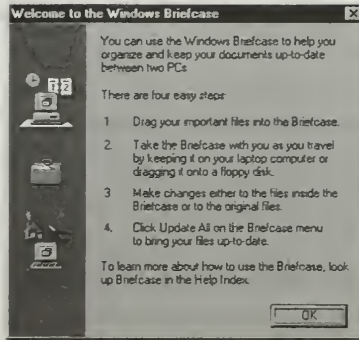 Welcome to the Windows Briefcase
You can use the Windows Briefcase to help you
organize and keep your documents up-to-date
between two PCs
There are four easy steps:
1 Drag your important files into the Briefcase.
2. Take the Briefcase with you as you travel
by keeping it on your laptop computer or
dragging it onto a floppy disk.
3 Make changes either to the files inside the
Briefcase or to the original files.
4. Click Update All on the Briefcase menu
to bring your files up-to-date.
To learn more about how to use the Briefcase, look
up Briefcase in the Help Index.
OK